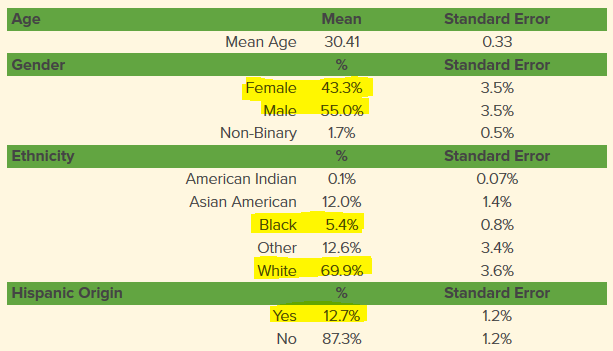 Age Mean Standard Error
Mean Age 30.41 0.33
Gender % Standard Error
Female 43.3% 3.5%
Male 55.0% 3.5%
Non-Binary 1.7% 0.5%
Ethnicity % Standard Error
American Indian 0.1% 0.07%
Asian American 12.0% 1.4%
Black 5.4% 0.8%
Other 12.6% 3.4%
White 69.9% 3.6%
Hispanic Origin % Standard Error
Yes 12.7% 1.2%
No 87.3% 1.2%